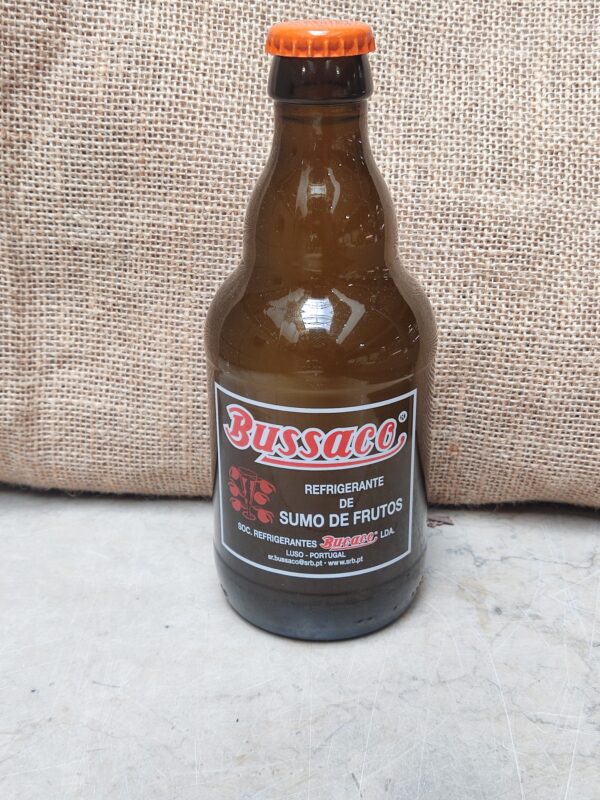 Bussaco®
REFRIGERANTE
DE
SUMO DE FRUTOS
SOC. REFRIGERANTES Bussaco® LDA.
LUSO - PORTUGAL
sr.bussaco@srb.pt • www.srb.pt